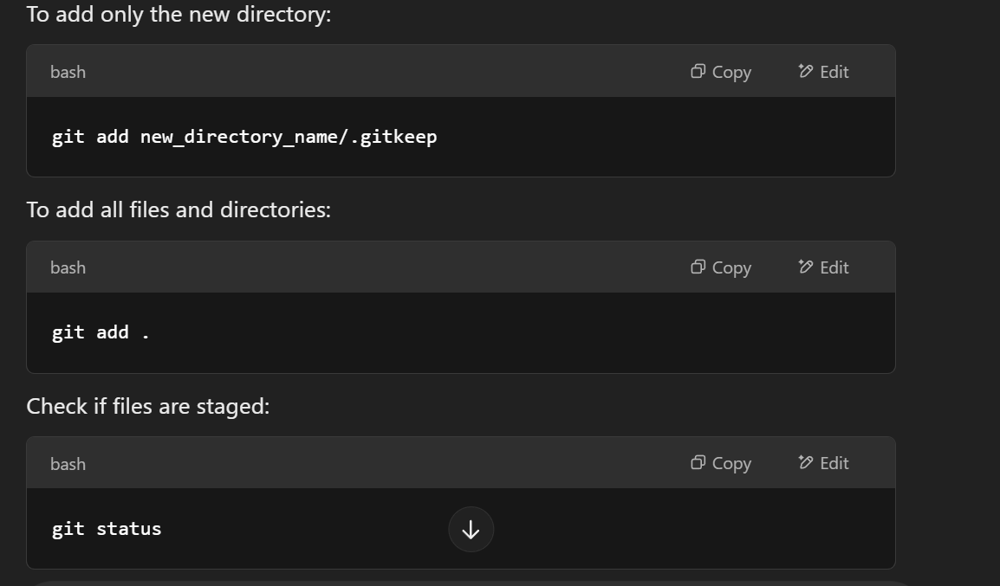 To add only the new directory:
bash Copy Edit
git add new_directory_name/.gitkeep
To add all files and directories:
bash Copy Edit
git add .
Check if files are staged:
bash Copy Edit
git status